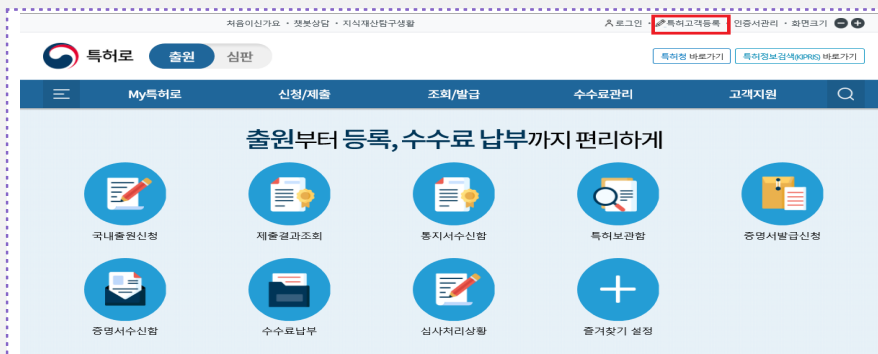 처음이신가요 · 챗봇상담 · 지식재산탐구생활
로그인 · 특허고객등록 · 인증서관리 · 화면크기
특허로 출원 심판
특허청 바로가기 특허정보검색(KIPRIS) 바로가기
My특허로 신청/제출 조회/발급 수수료관리 고객지원
출원부터 등록, 수수료 납부까지 편리하게
국내출원신청 제출결과조회 통지서수신함 특허보관함 증명서발급신청
증명서수신함 수수료납부 심사처리상황 즐겨찾기 설정